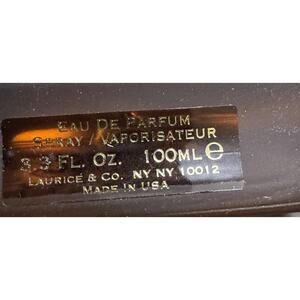 EAU DE PARFUM
SPRAY / VAPORISATEUR
3.3 FL. OZ. 100ML ℮
LAURICE & CO. NY NY 10012
MADE IN USA